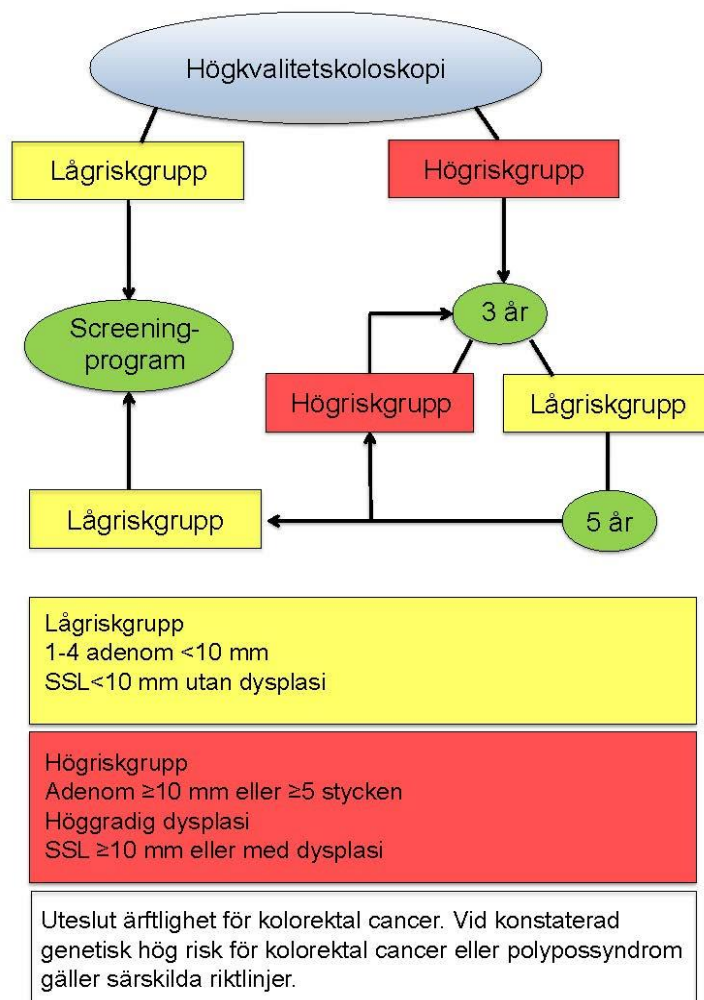 Högkvalitetskoloskopi
Lågriskgrupp
Högriskgrupp
Screening-
program
3 år
Högriskgrupp
Lågriskgrupp
Lågriskgrupp
5 år
Lågriskgrupp
1-4 adenom <10 mm
SSL<10 mm utan dysplasi
Högriskgrupp
Adenom ≥10 mm eller ≥5 stycken
Höggradig dysplasi
SSL ≥10 mm eller med dysplasi
Uteslut ärftlighet för kolorektal cancer. Vid konstaterad
genetisk hög risk för kolorektal cancer eller polypossyndrom
gäller särskilda riktlinjer.